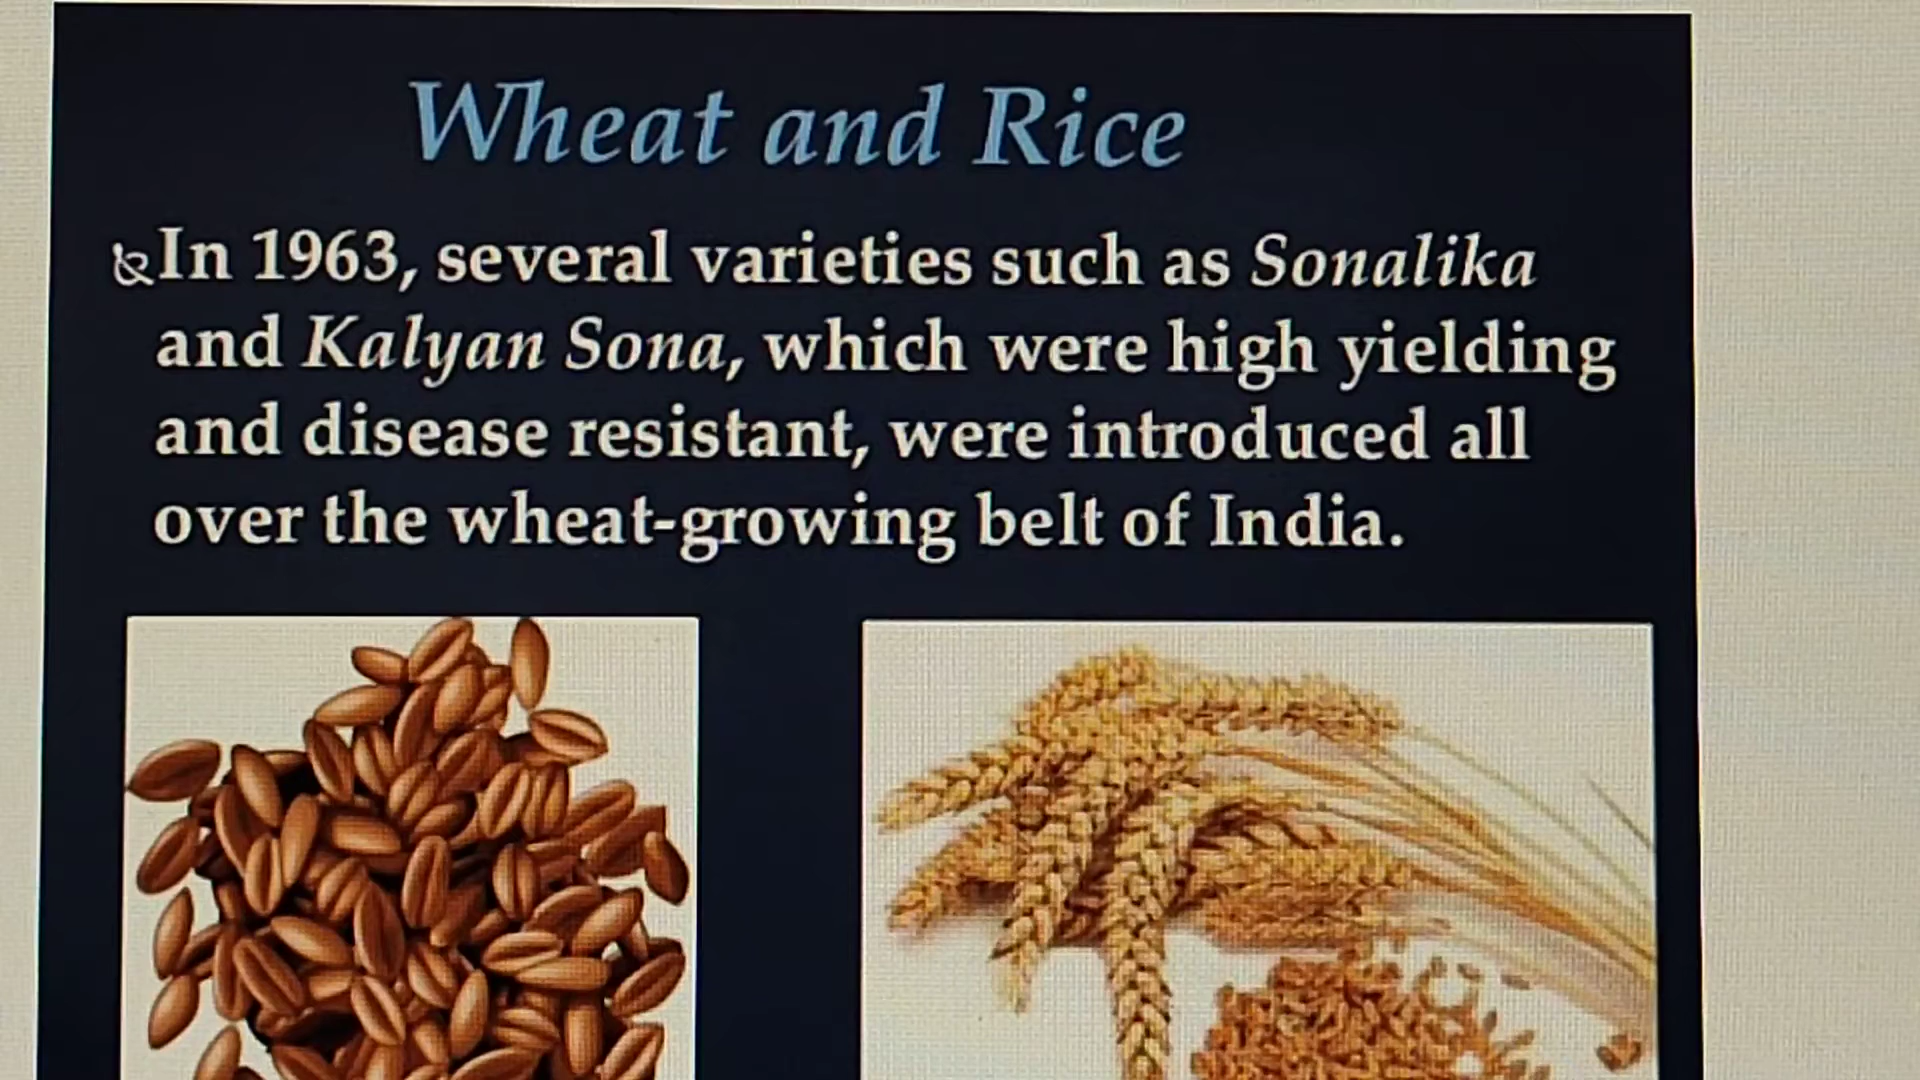 Wheat and Rice
In 1963, several varieties such as Sonalika
and Kalyan Sona, which were high yielding
and disease resistant, were introduced all
over the wheat-growing belt of India.